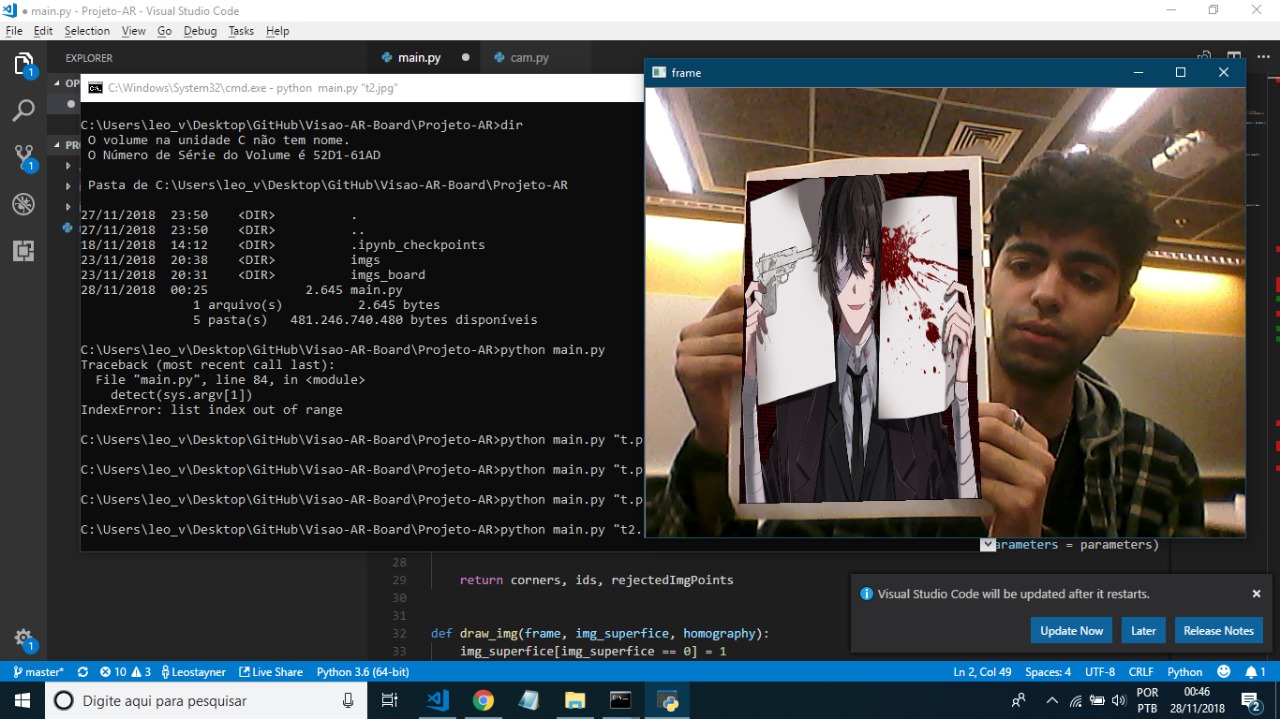 ● main.py - Projeto-AR - Visual Studio Code
File Edit Selection View Go Debug Tasks Help
EXPLORER
main.py ●
cam.py
frame
C:\Windows\System32\cmd.exe - python main.py "t2.jpg"
C:\Users\leo_v\Desktop\GitHub\Visao-AR-Board\Projeto-AR>dir
O volume na unidade C não tem nome.
O Número de Série do Volume é 52D1-61AD
Pasta de C:\Users\leo_v\Desktop\GitHub\Visao-AR-Board\Projeto-AR
27/11/2018 23:50 <DIR> .
27/11/2018 23:50 <DIR> ..
18/11/2018 14:12 <DIR> .ipynb_checkpoints
23/11/2018 20:38 <DIR> imgs
23/11/2018 20:31 <DIR> imgs_board
28/11/2018 00:25 2.645 main.py
1 arquivo(s) 2.645 bytes
5 pasta(s) 481.246.740.480 bytes disponíveis
C:\Users\leo_v\Desktop\GitHub\Visao-AR-Board\Projeto-AR>python main.py
Traceback (most recent call last):
File "main.py", line 84, in <module>
detect(sys.argv[1])
IndexError: list index out of range
C:\Users\leo_v\Desktop\GitHub\Visao-AR-Board\Projeto-AR>python main.py "t.p
C:\Users\leo_v\Desktop\GitHub\Visao-AR-Board\Projeto-AR>python main.py "t.p
C:\Users\leo_v\Desktop\GitHub\Visao-AR-Board\Projeto-AR>python main.py "t.p
C:\Users\leo_v\Desktop\GitHub\Visao-AR-Board\Projeto-AR>python main.py "t2.
arameters = parameters)
28
29 return corners, ids, rejectedImgPoints
30
31
32 def draw_img(frame, img_superfice, homography):
33 img_superfice[img_superfice == 0] = 1
Visual Studio Code will be updated after it restarts.
Update Now Later Release Notes
master* 10 3 Leostayner Live Share Python 3.6 (64-bit) Ln 2, Col 49 Spaces: 4 UTF-8 CRLF Python 1
Digite aqui para pesquisar
POR 00:46
PTB 28/11/2018 2